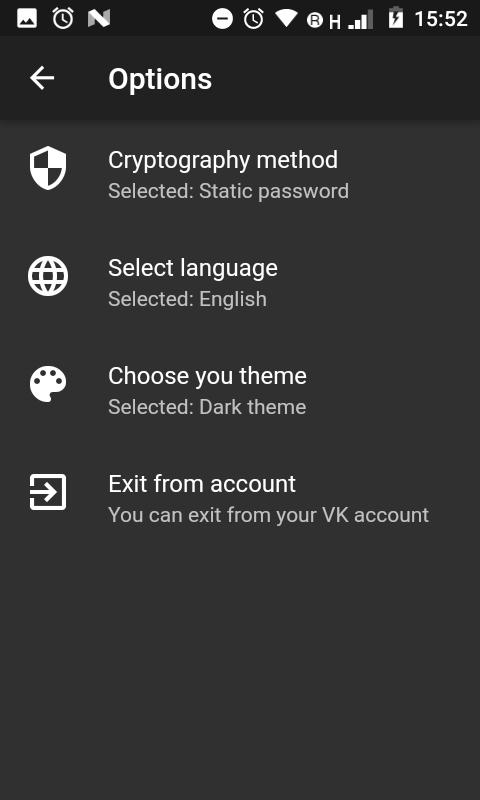 R H 15:52
Options
Cryptography method
Selected: Static password
Select language
Selected: English
Choose you theme
Selected: Dark theme
Exit from account
You can exit from your VK account